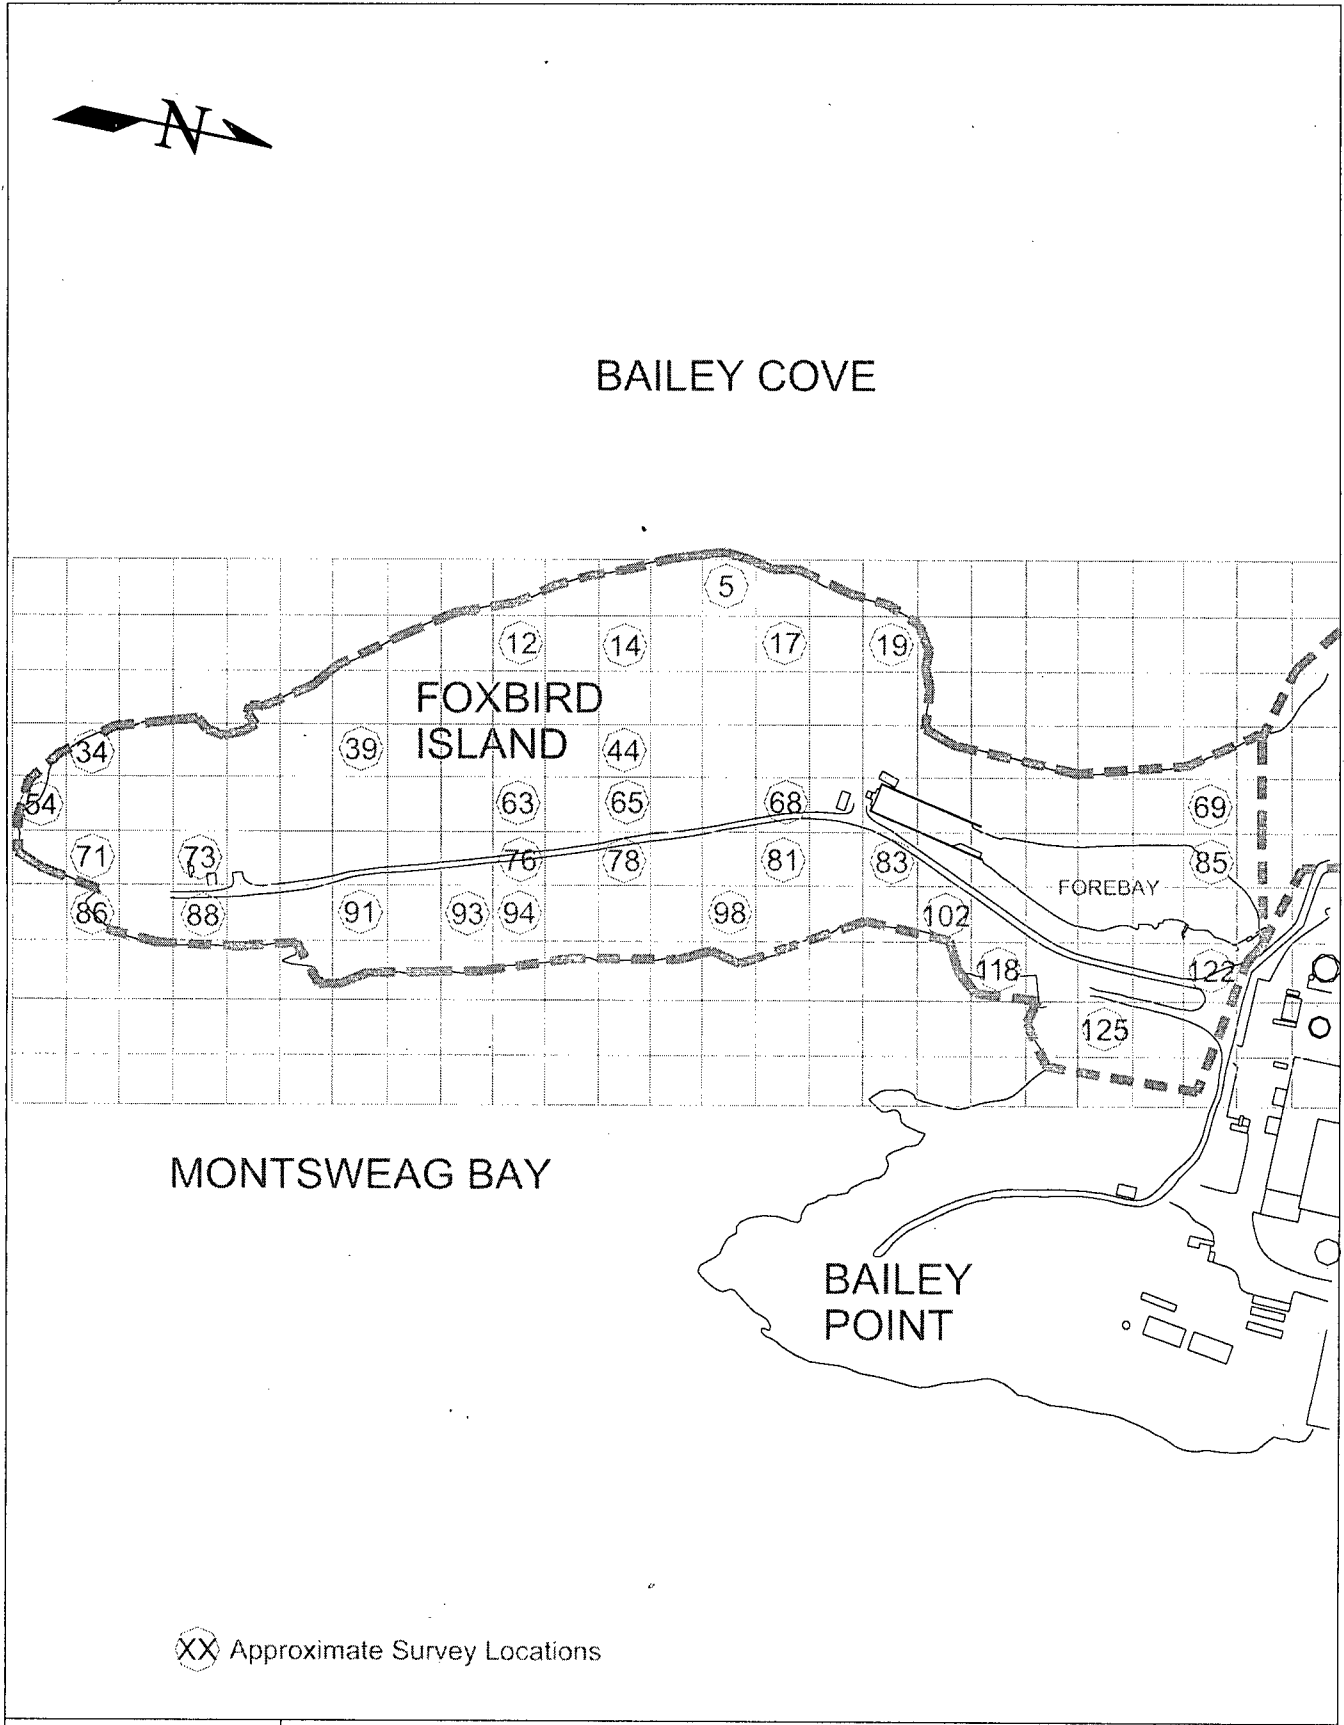 N
BAILEY COVE
5
12 14 17 19
FOXBIRD
ISLAND
34 39 44
54 63 65 68 69
71 73 76 78 81 83 85
FOREBAY
86 88 91 93 94 98 102
118 122
125
MONTSWEAG BAY
BAILEY
POINT
XX Approximate Survey Locations